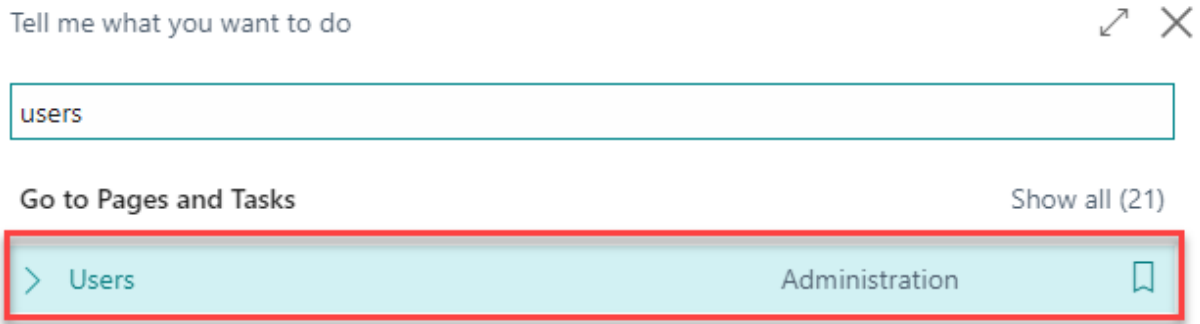 Tell me what you want to do
users
Go to Pages and Tasks Show all (21)
Users Administration